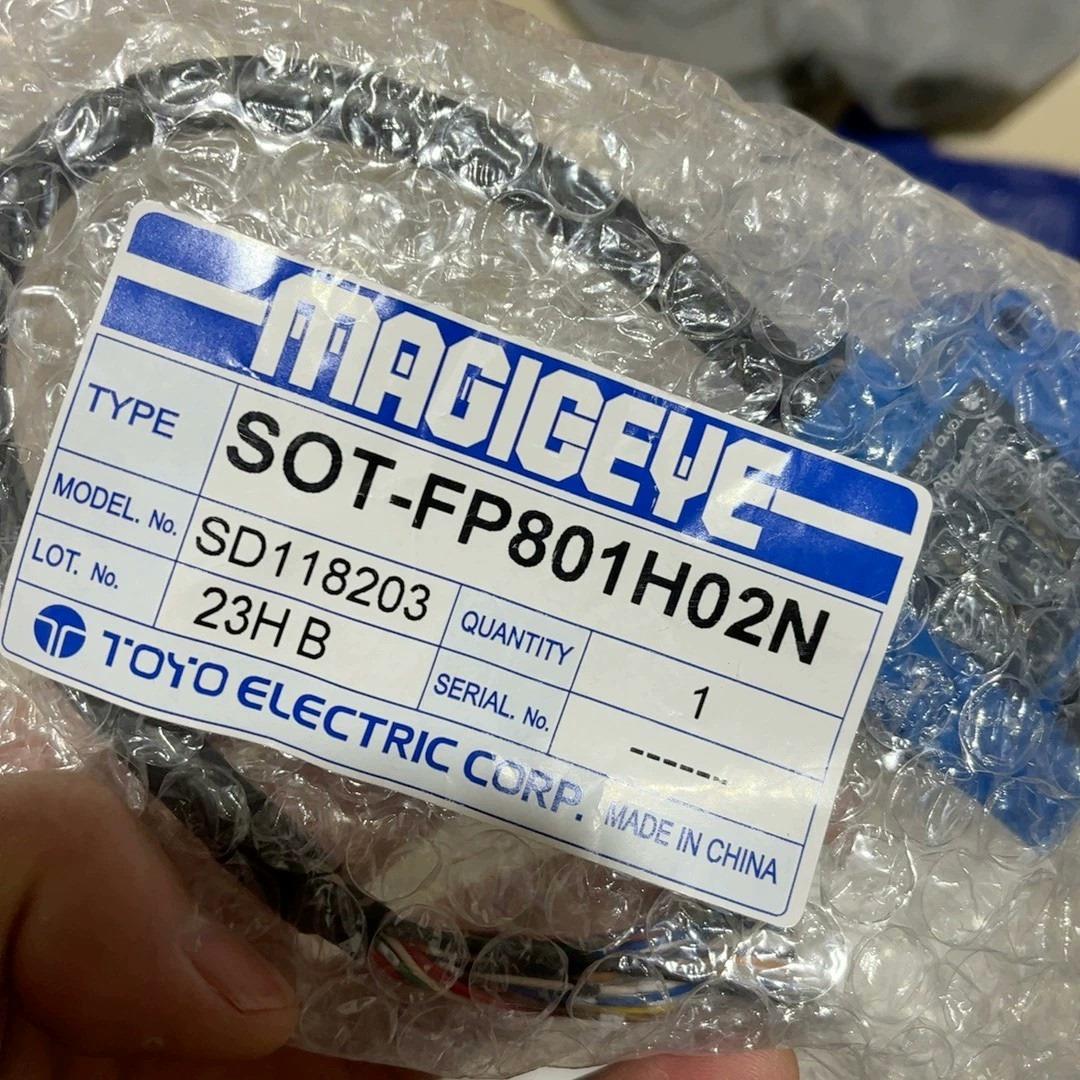 MAGICEYE
TYPE SOT-FP801H02N
MODEL. No. SD118203 QUANTITY 1
LOT. No. 23H B SERIAL. No. ------
TOYO ELECTRIC CORP. MADE IN CHINA